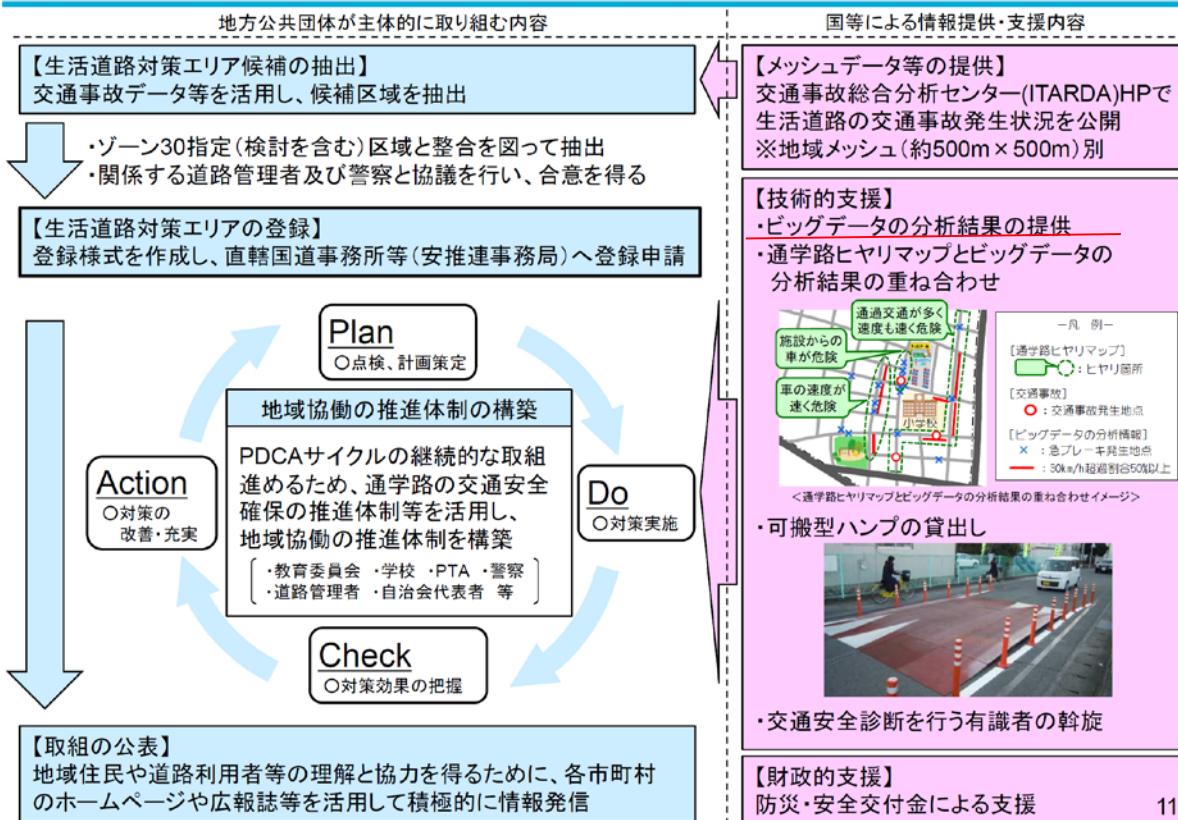 地方公共団体が主体的に取り組む内容
国等による情報提供・支援内容
【生活道路対策エリア候補の抽出】
交通事故データ等を活用し、候補区域を抽出
・ゾーン30指定(検討を含む)区域と整合を図って抽出
・関係する道路管理者及び警察と協議を行い、合意を得る
【生活道路対策エリアの登録】
登録様式を作成し、直轄国道事務所等(安推連事務局)へ登録申請
Plan
○点検、計画策定
地域協働の推進体制の構築
PDCAサイクルの継続的な取組
進めるため、通学路の交通安全
確保の推進体制等を活用し、
地域協働の推進体制を構築
・教育委員会 ・学校 ・PTA ・警察
・道路管理者 ・自治会代表者 等
Action
○対策の
改善・充実
Do
○対策実施
Check
○対策効果の把握
【取組の公表】
地域住民や道路利用者等の理解と協力を得るために、各市町村
のホームページや広報誌等を活用して積極的に情報発信
【メッシュデータ等の提供】
交通事故総合分析センター(ITARDA)HPで
生活道路の交通事故発生状況を公開
※地域メッシュ(約500m×500m)別
【技術的支援】
・ビッグデータの分析結果の提供
・通学路ヒヤリマップとビッグデータの
分析結果の重ね合わせ
通過交通が多く
速度も速く危険
施設からの
車が危険
車の速度が
速く危険
小学校
－凡 例－
[通学路ヒヤリマップ]
：ヒヤリ箇所
[交通事故]
○：交通事故発生地点
[ビッグデータの分析情報]
×：急ブレーキ発生地点
：30km/h超過割合50%以上
＜通学路ヒヤリマップとビッグデータの分析結果の重ね合わせイメージ＞
・可搬型ハンプの貸出し
・交通安全診断を行う有識者の斡旋
【財政的支援】
防災・安全交付金による支援
11